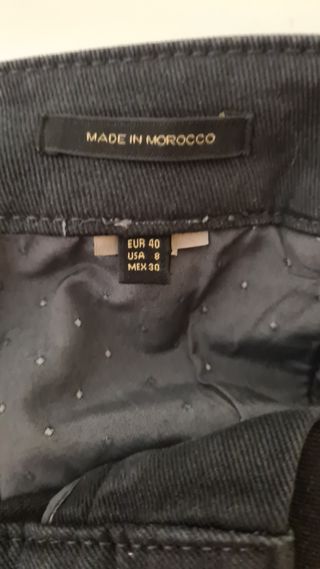 MADE IN MOROCCO
EUR 40
USA 8
MEX 30